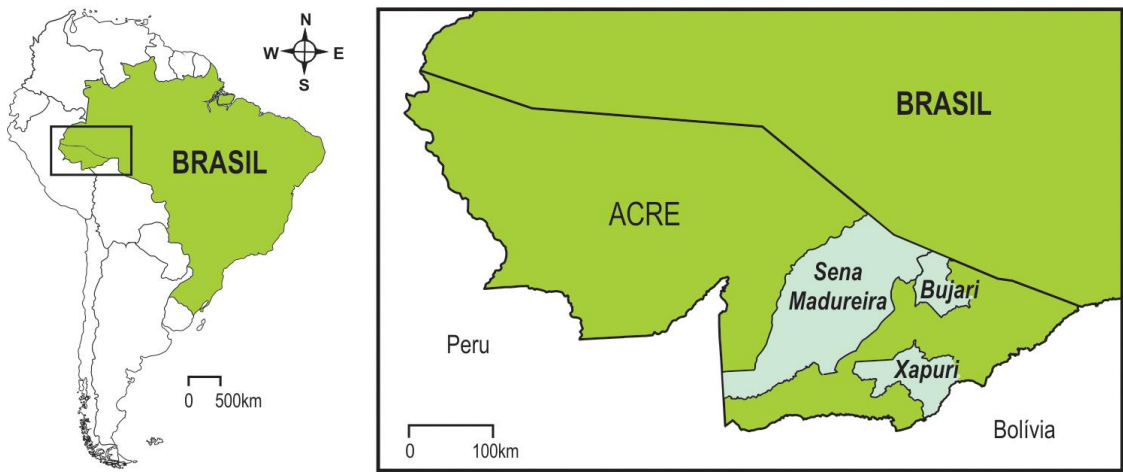 N
W E
S
BRASIL
0 500km
BRASIL
ACRE
Sena
Madureira
Bujari
Peru
Xapuri
Bolívia
0 100km